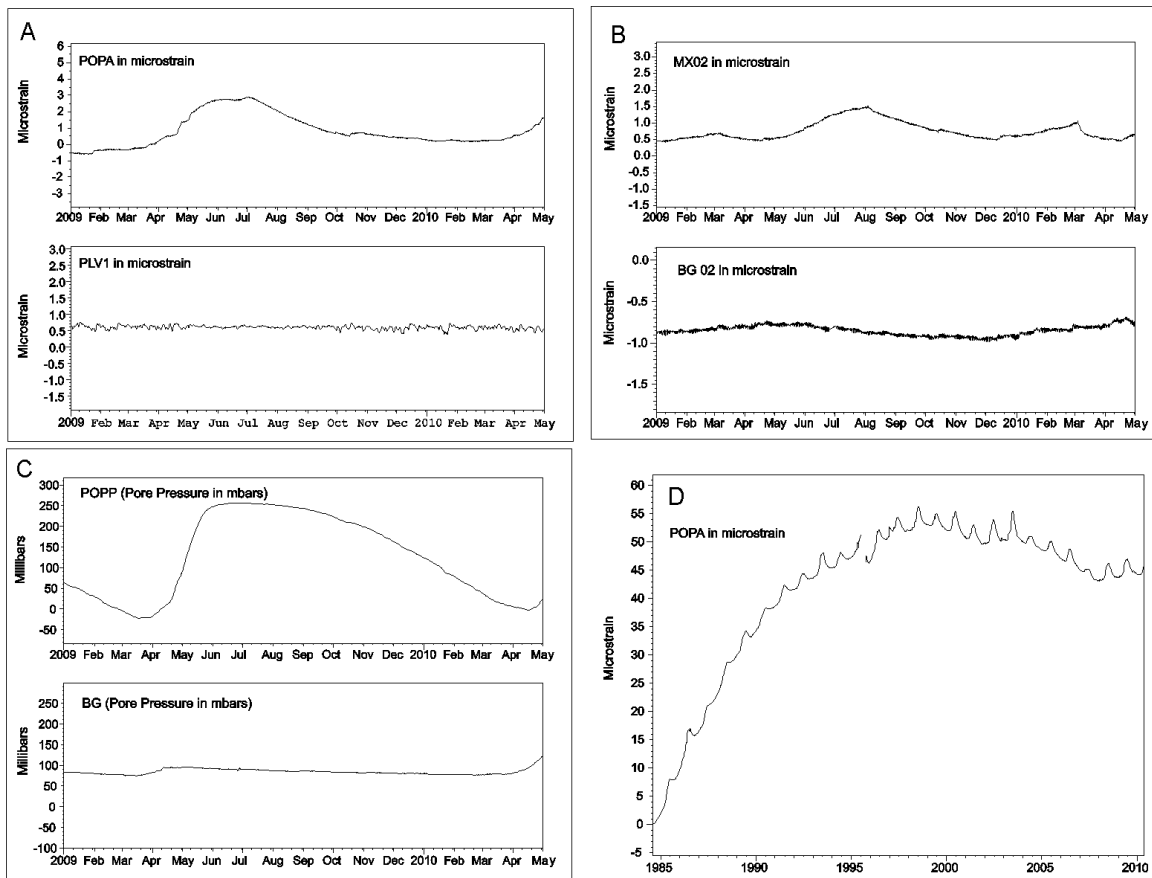 A
POPA in microstrain
Microstrain
6
5
4
3
2
1
0
-1
-2
-3
2009 Feb Mar Apr May Jun Jul Aug Sep Oct Nov Dec 2010 Feb Mar Apr May
PLV1 in microstrain
Microstrain
3.0
2.5
2.0
1.5
1.0
0.5
0.0
-0.5
-1.0
-1.5
2009 Feb Mar Apr May Jun Jul Aug Sep Oct Nov Dec 2010 Feb Mar Apr May
B
MX02 in microstrain
Microstrain
3.0
2.5
2.0
1.5
1.0
0.5
0.0
-0.5
1.0
1.5
2009 Feb Mar Apr May Jun Jul Aug Sep Oct Nov Dec 2010 Feb Mar Apr May
BG 02 in microstrain
Microstrain
0.0
-0.5
-1.0
-1.5
2009 Feb Mar Apr May Jun Jul Aug Sep Oct Nov Dec 2010 Feb Mar Apr May
C
POPP (Pore Pressure in mbars)
Millibars
300
250
200
150
100
50
0
-50
2009 Feb Mar Apr May Jun Jul Aug Sep Oct Nov Dec 2010 Feb Mar Apr May
BG (Pore Pressure in mbars)
Millibars
250
200
150
100
50
0
-50
-100
2009 Feb Mar Apr May Jun Jul Aug Sep Oct Nov Dec 2010 Feb Mar Apr May
D
POPA in microstrain
Microstrain
60
55
50
45
40
35
30
25
20
15
10
5
0
-5
1985 1990 1995 2000 2005 2010